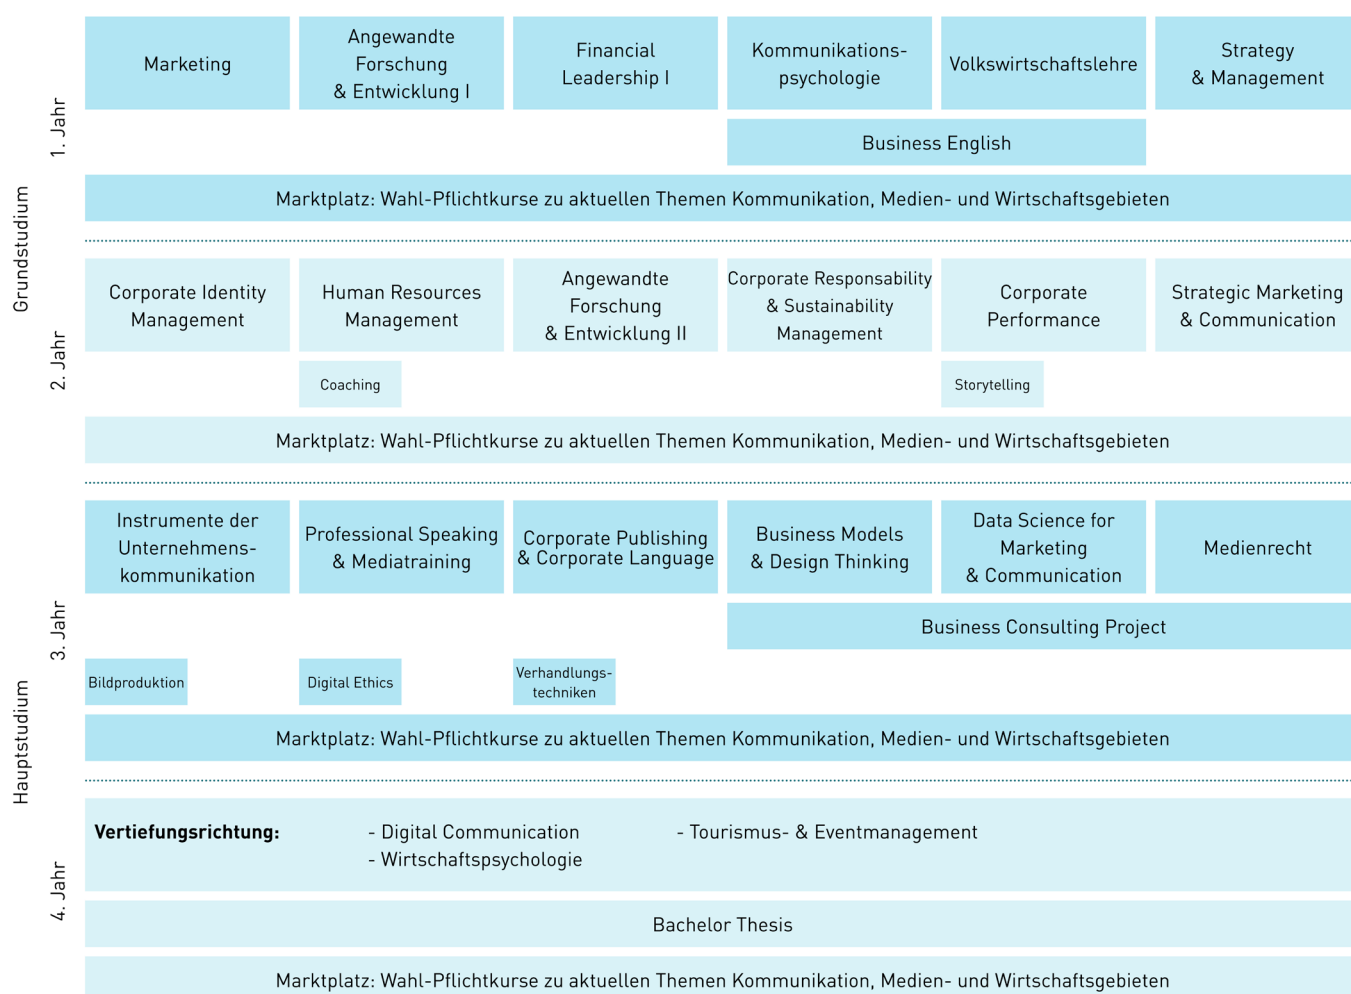 Grundstudium
1. Jahr
Marketing
Angewandte
Forschung
& Entwicklung I
Financial
Leadership I
Kommunikations-
psychologie
Volkswirtschaftslehre
Strategy
& Management
Business English
Marktplatz: Wahl-Pflichtkurse zu aktuellen Themen Kommunikation, Medien- und Wirtschaftsgebieten
2. Jahr
Corporate Identity
Management
Human Resources
Management
Angewandte
Forschung
& Entwicklung II
Corporate Responsability
& Sustainability
Management
Corporate
Performance
Strategic Marketing
& Communication
Coaching
Storytelling
Marktplatz: Wahl-Pflichtkurse zu aktuellen Themen Kommunikation, Medien- und Wirtschaftsgebieten
Hauptstudium
3. Jahr
Instrumente der
Unternehmens-
kommunikation
Professional Speaking
& Mediatraining
Corporate Publishing
& Corporate Language
Business Models
& Design Thinking
Data Science for
Marketing
& Communication
Medienrecht
Business Consulting Project
Bildproduktion
Digital Ethics
Verhandlungs-
techniken
Marktplatz: Wahl-Pflichtkurse zu aktuellen Themen Kommunikation, Medien- und Wirtschaftsgebieten
4. Jahr
Vertiefungsrichtung:
- Digital Communication
- Wirtschaftspsychologie
- Tourismus- & Eventmanagement
Bachelor Thesis
Marktplatz: Wahl-Pflichtkurse zu aktuellen Themen Kommunikation, Medien- und Wirtschaftsgebieten